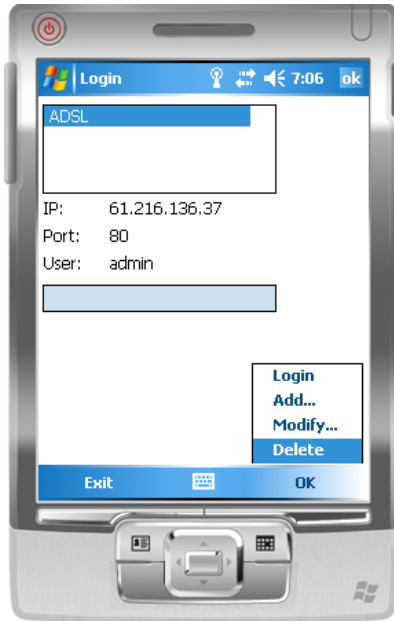 Login 7:06 ok
ADSL
IP: 61.216.136.37
Port: 80
User: admin
Login
Add...
Modify...
Delete
Exit OK